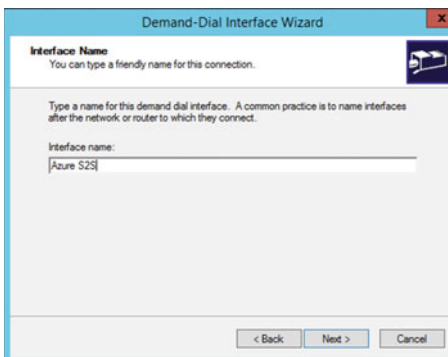 Demand-Dial Interface Wizard
x
Interface Name
You can type a friendly name for this connection.
Type a name for this demand dial interface. A common practice is to name interfaces
after the network or router to which they connect.
Interface name:
Azure S2S
< Back
Next >
Cancel